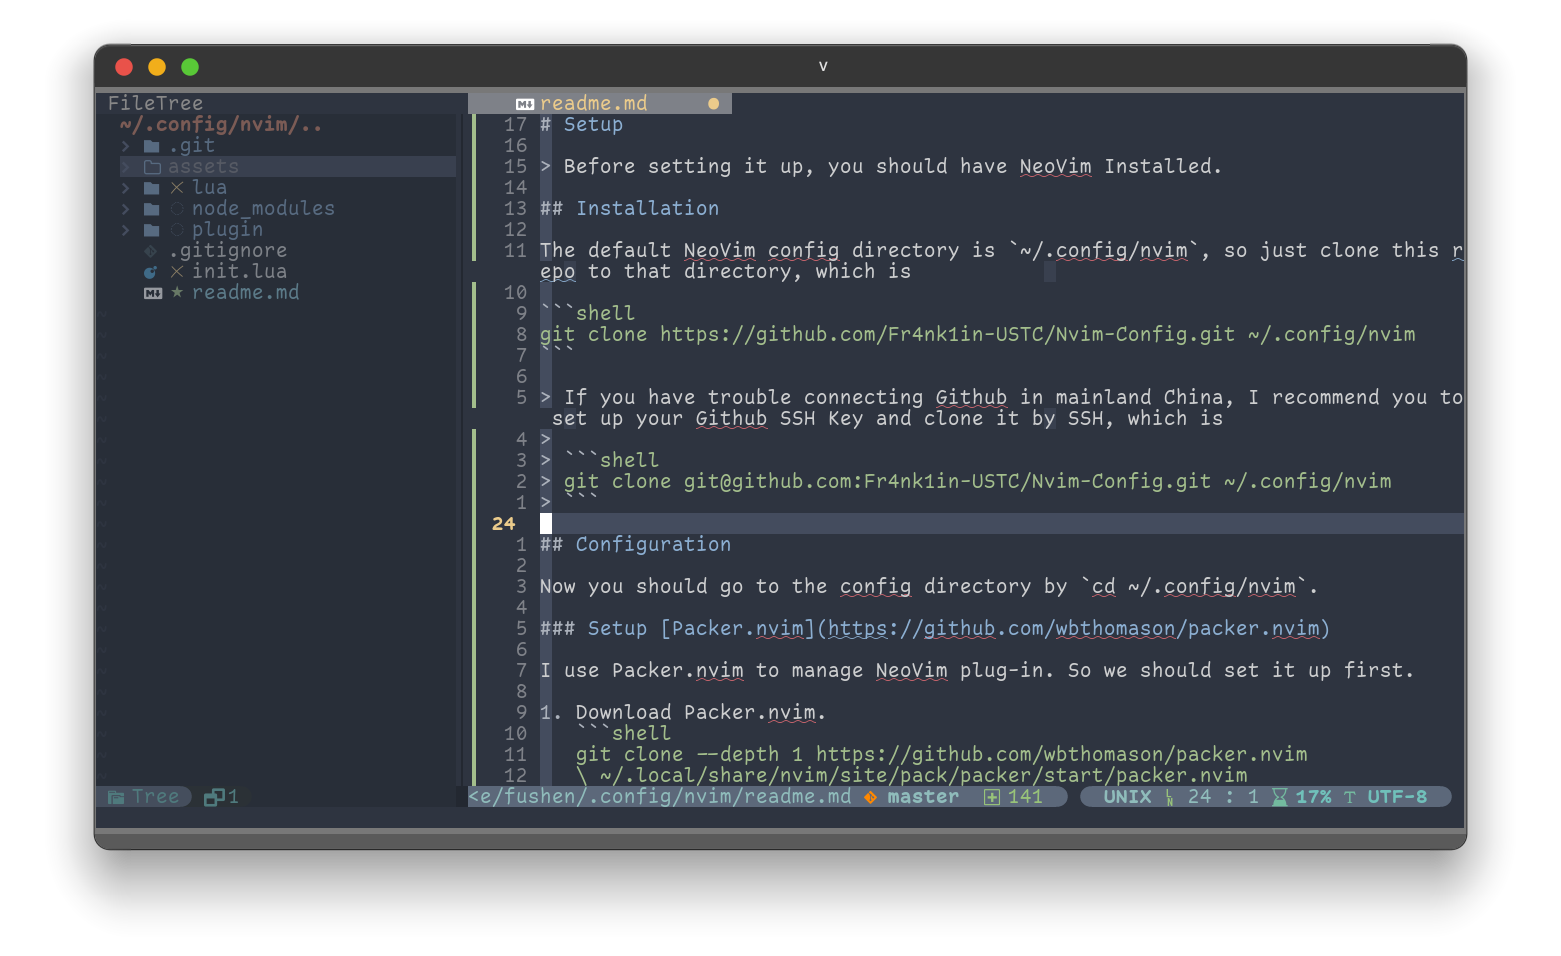 v
FileTree
readme.md
~/.config/nvim/..
.git
assets
lua
node_modules
plugin
.gitignore
init.lua
readme.md
17 # Setup
16
15 > Before setting it up, you should have NeoVim Installed.
14
13 ## Installation
12
11 The default NeoVim config directory is `~/.config/nvim`, so just clone this r
epo to that directory, which is
10
9 ```shell
8 git clone https://github.com/Fr4nk1in-USTC/Nvim-Config.git ~/.config/nvim
7 ```
6
5 > If you have trouble connecting Github in mainland China, I recommend you to
set up your Github SSH Key and clone it by SSH, which is
4 >
3 > ```shell
2 > git clone git@github.com:Fr4nk1in-USTC/Nvim-Config.git ~/.config/nvim
1 > ```
24
1 ## Configuration
2
3 Now you should go to the config directory by `cd ~/.config/nvim`.
4
5 ### Setup [Packer.nvim](https://github.com/wbthomason/packer.nvim)
6
7 I use Packer.nvim to manage NeoVim plug-in. So we should set it up first.
8
9 1. Download Packer.nvim.
10 ```shell
11 git clone --depth 1 https://github.com/wbthomason/packer.nvim
12 \ ~/.local/share/nvim/site/pack/packer/start/packer.nvim
Tree 1
<e/fushen/.config/nvim/readme.md master 141 UNIX LN 24 : 1 17% UTF-8